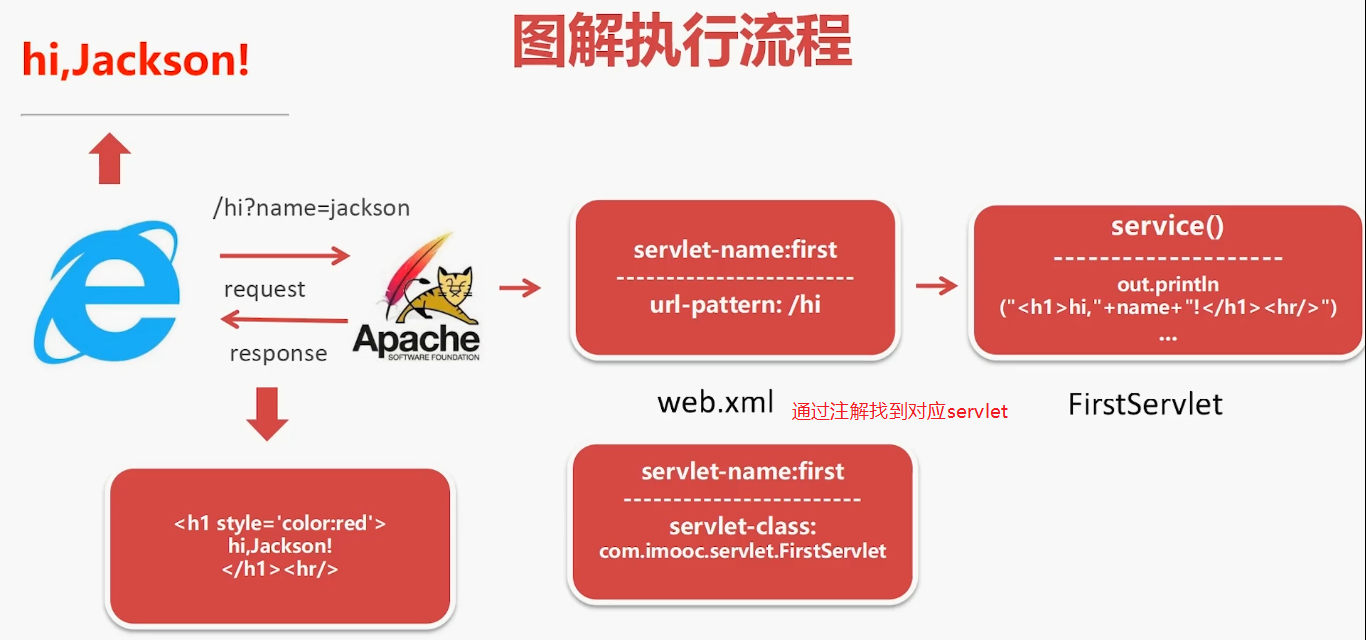 图解执行流程
hi,Jackson!
/hi?name=jackson
request
response
Apache
SOFTWARE FOUNDATION
servlet-name:first
------------------------
url-pattern: /hi
service()
--------------------
out.println
("<h1>hi,"+name+"!</h1><hr/>")
...
web.xml
通过注解找到对应servlet
FirstServlet
<h1 style='color:red'>
hi,Jackson!
</h1><hr/>
servlet-name:first
------------------------
servlet-class:
com.imooc.servlet.FirstServlet